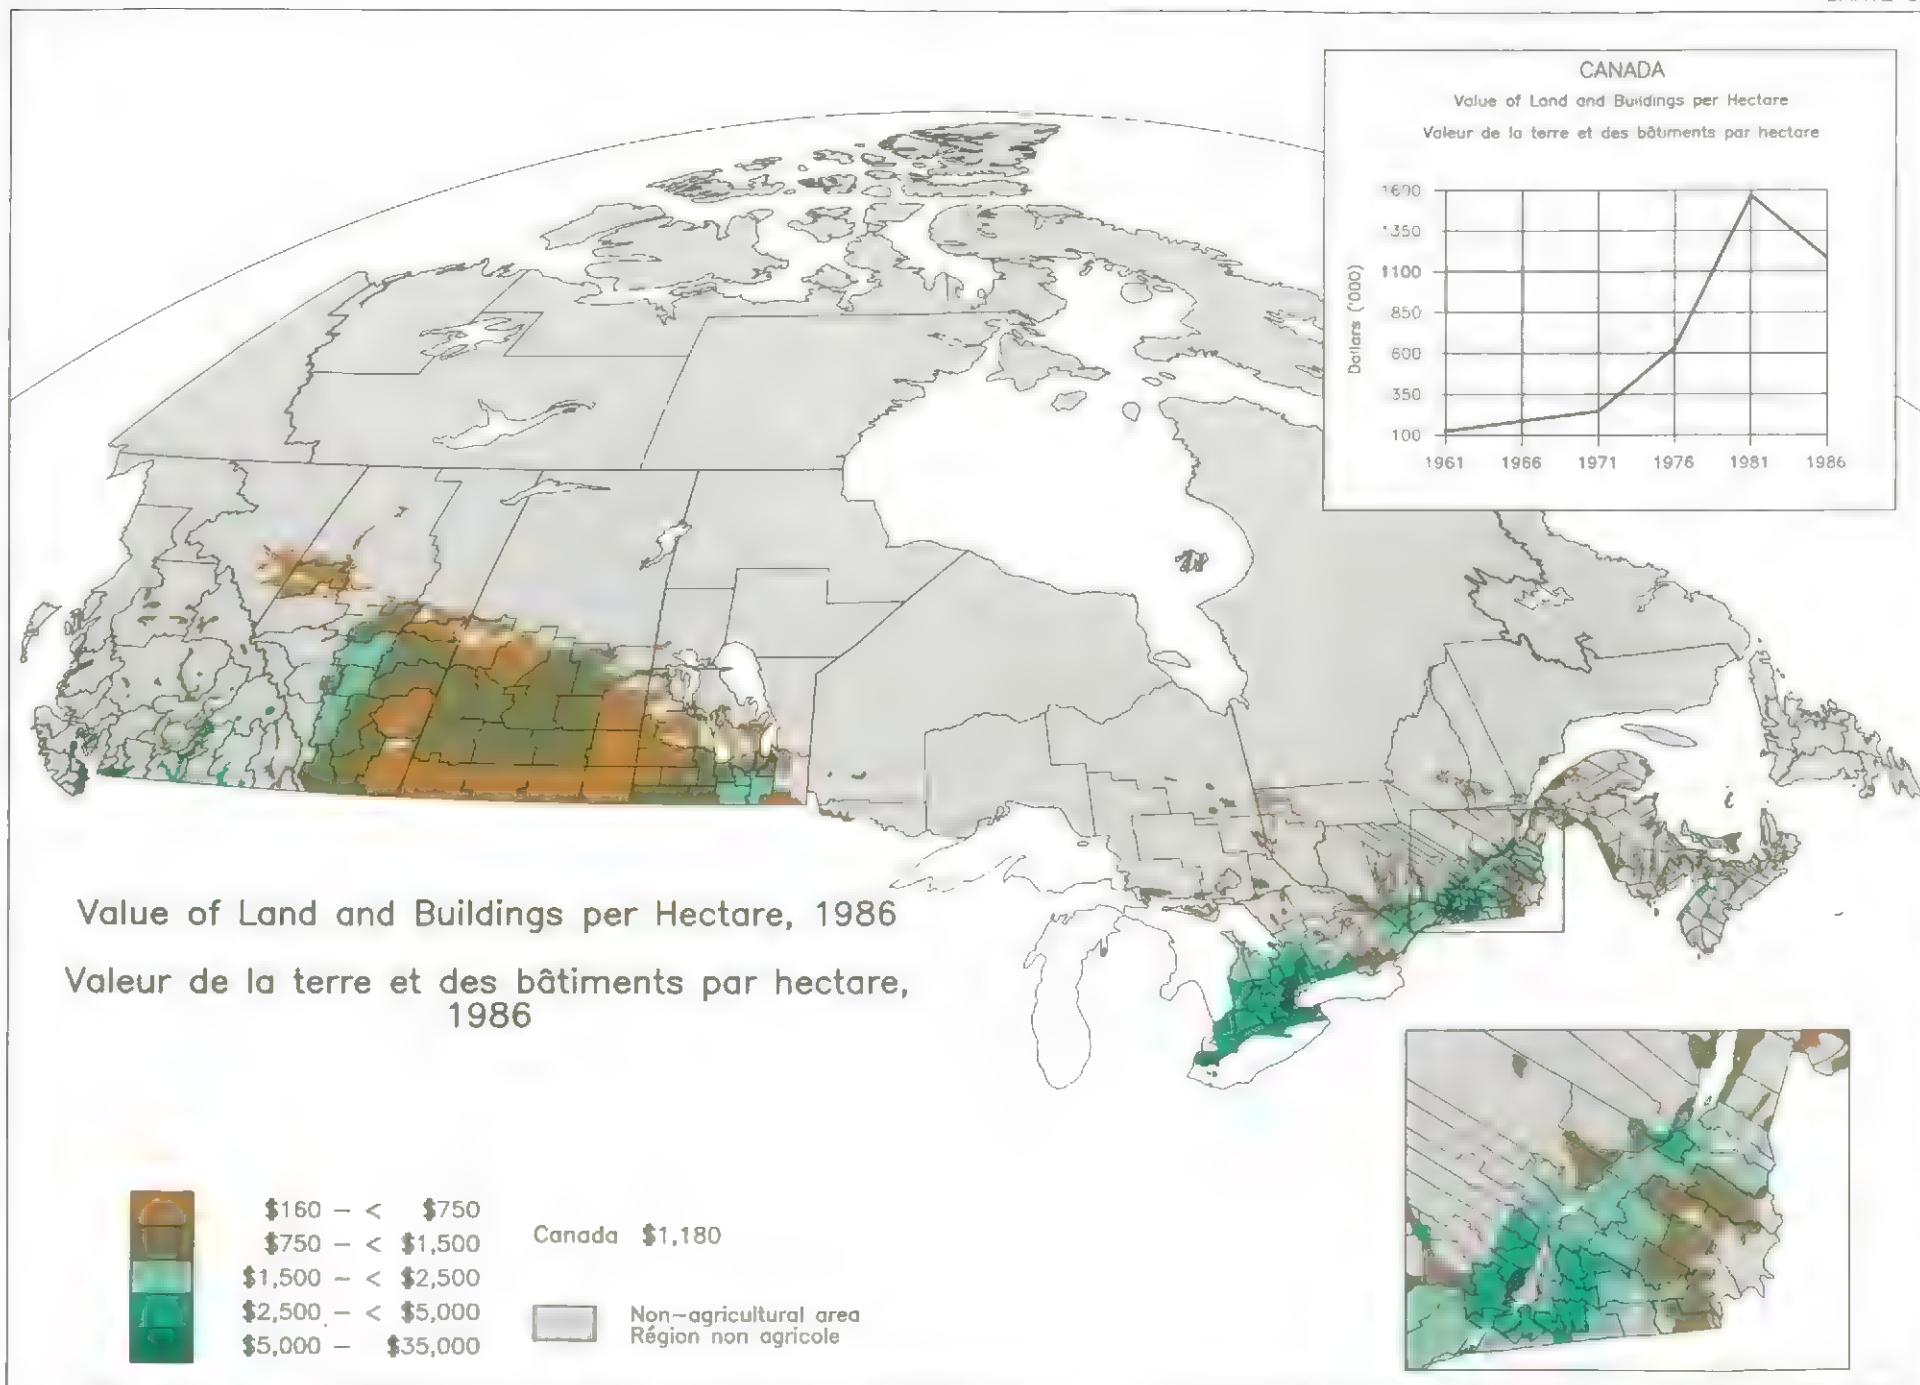 CANADA
Value of Land and Buildings per Hectare
Valeur de la terre et des bâtiments par hectare
1600
1350
1100
850
600
350
100
Dollars ('000)
1961 1966 1971 1976 1981 1986
Value of Land and Buildings per Hectare, 1986
Valeur de la terre et des bâtiments par hectare,
1986
$160 - < $750
$750 - < $1,500
$1,500 - < $2,500
$2,500 - < $5,000
$5,000 - $35,000
Canada $1,180
Non-agricultural area
Région non agricole